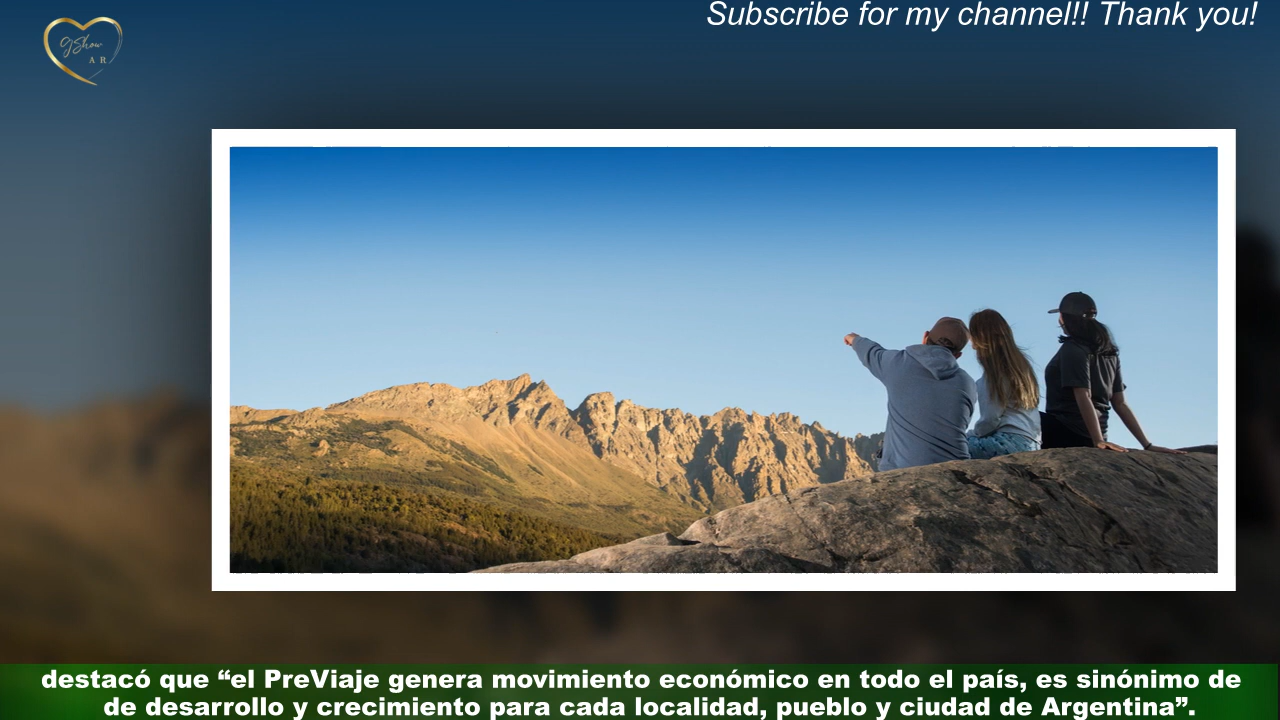 Subscribe for my channel!! Thank you!
gShow
A R
destacó que “el PreViaje genera movimiento económico en todo el país, es sinónimo de
de desarrollo y crecimiento para cada localidad, pueblo y ciudad de Argentina”.